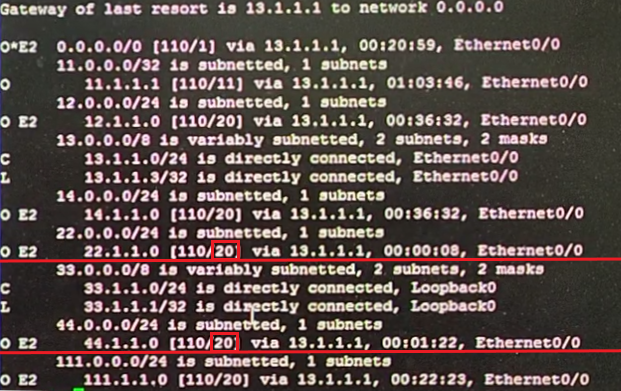 Gateway of last resort is 13.1.1.1 to network 0.0.0.0
O*E2 0.0.0.0/0 [110/1] via 13.1.1.1, 00:20:59, Ethernet0/0
11.0.0.0/32 is subnetted, 1 subnets
O 11.1.1.1 [110/11] via 13.1.1.1, 01:03:46, Ethernet0/0
12.0.0.0/24 is subnetted, 1 subnets
O E2 12.1.1.0 [110/20] via 13.1.1.1, 00:36:32, Ethernet0/0
13.0.0.0/8 is variably subnetted, 2 subnets, 2 masks
C 13.1.1.0/24 is directly connected, Ethernet0/0
L 13.1.1.3/32 is directly connected, Ethernet0/0
14.0.0.0/24 is subnetted, 1 subnets
O E2 14.1.1.0 [110/20] via 13.1.1.1, 00:36:32, Ethernet0/0
22.0.0.0/24 is subnetted, 1 subnets
O E2 22.1.1.0 [110/20] via 13.1.1.1, 00:00:08, Ethernet0/0
33.0.0.0/8 is variably subnetted, 2 subnets, 2 masks
C 33.1.1.0/24 is directly connected, Loopback0
L 33.1.1.1/32 is directly connected, Loopback0
44.0.0.0/24 is subnetted, 1 subnets
O E2 44.1.1.0 [110/20] via 13.1.1.1, 00:01:22, Ethernet0/0
111.0.0.0/24 is subnetted, 1 subnets
O E2 111.1.1.0 [110/20] via 13.1.1.1, 00:22:23, Ethernet0/0